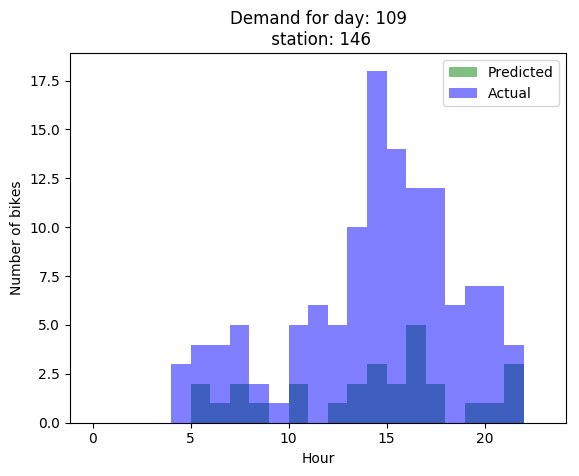 Demand for day: 109
station: 146
Predicted
Actual
Number of bikes
17.5
15.0
12.5
10.0
7.5
5.0
2.5
0.0
0 5 10 15 20
Hour